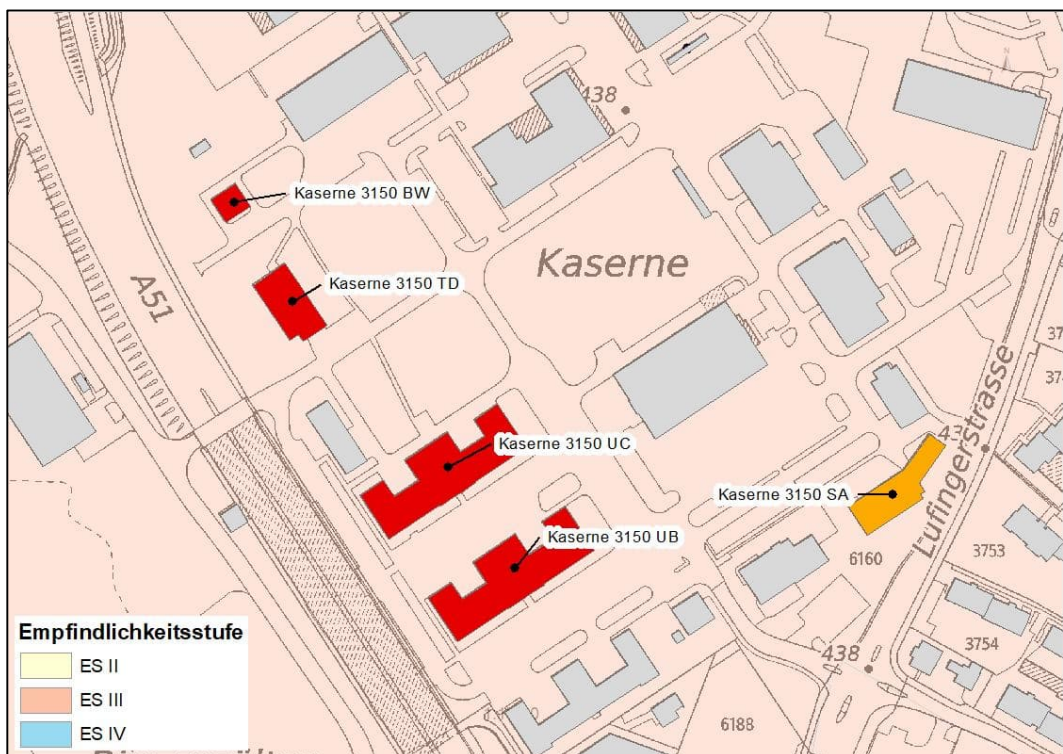 438
Kaserne 3150 BW
Kaserne
Kaserne 3150 TD
A51
Kaserne 3150 UC
Kaserne 3150 SA
Kaserne 3150 UB
Lufingerstrasse
6160
3753
3754
438
6188
Empfindlichkeitsstufe
ES II
ES III
ES IV